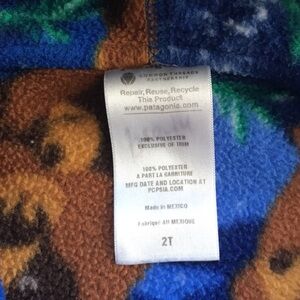 COMMON THREADS
PARTNERSHIP
Repair, Reuse, Recycle
This Product
www.patagonia.com
100% POLYESTER
EXCLUSIVE OF TRIM
100% POLYESTER
A PART LA GARNITURE
MFG DATE AND LOCATION AT
PCPSIA.COM
Made in MEXICO
Fabriqué AU MEXIQUE
2T